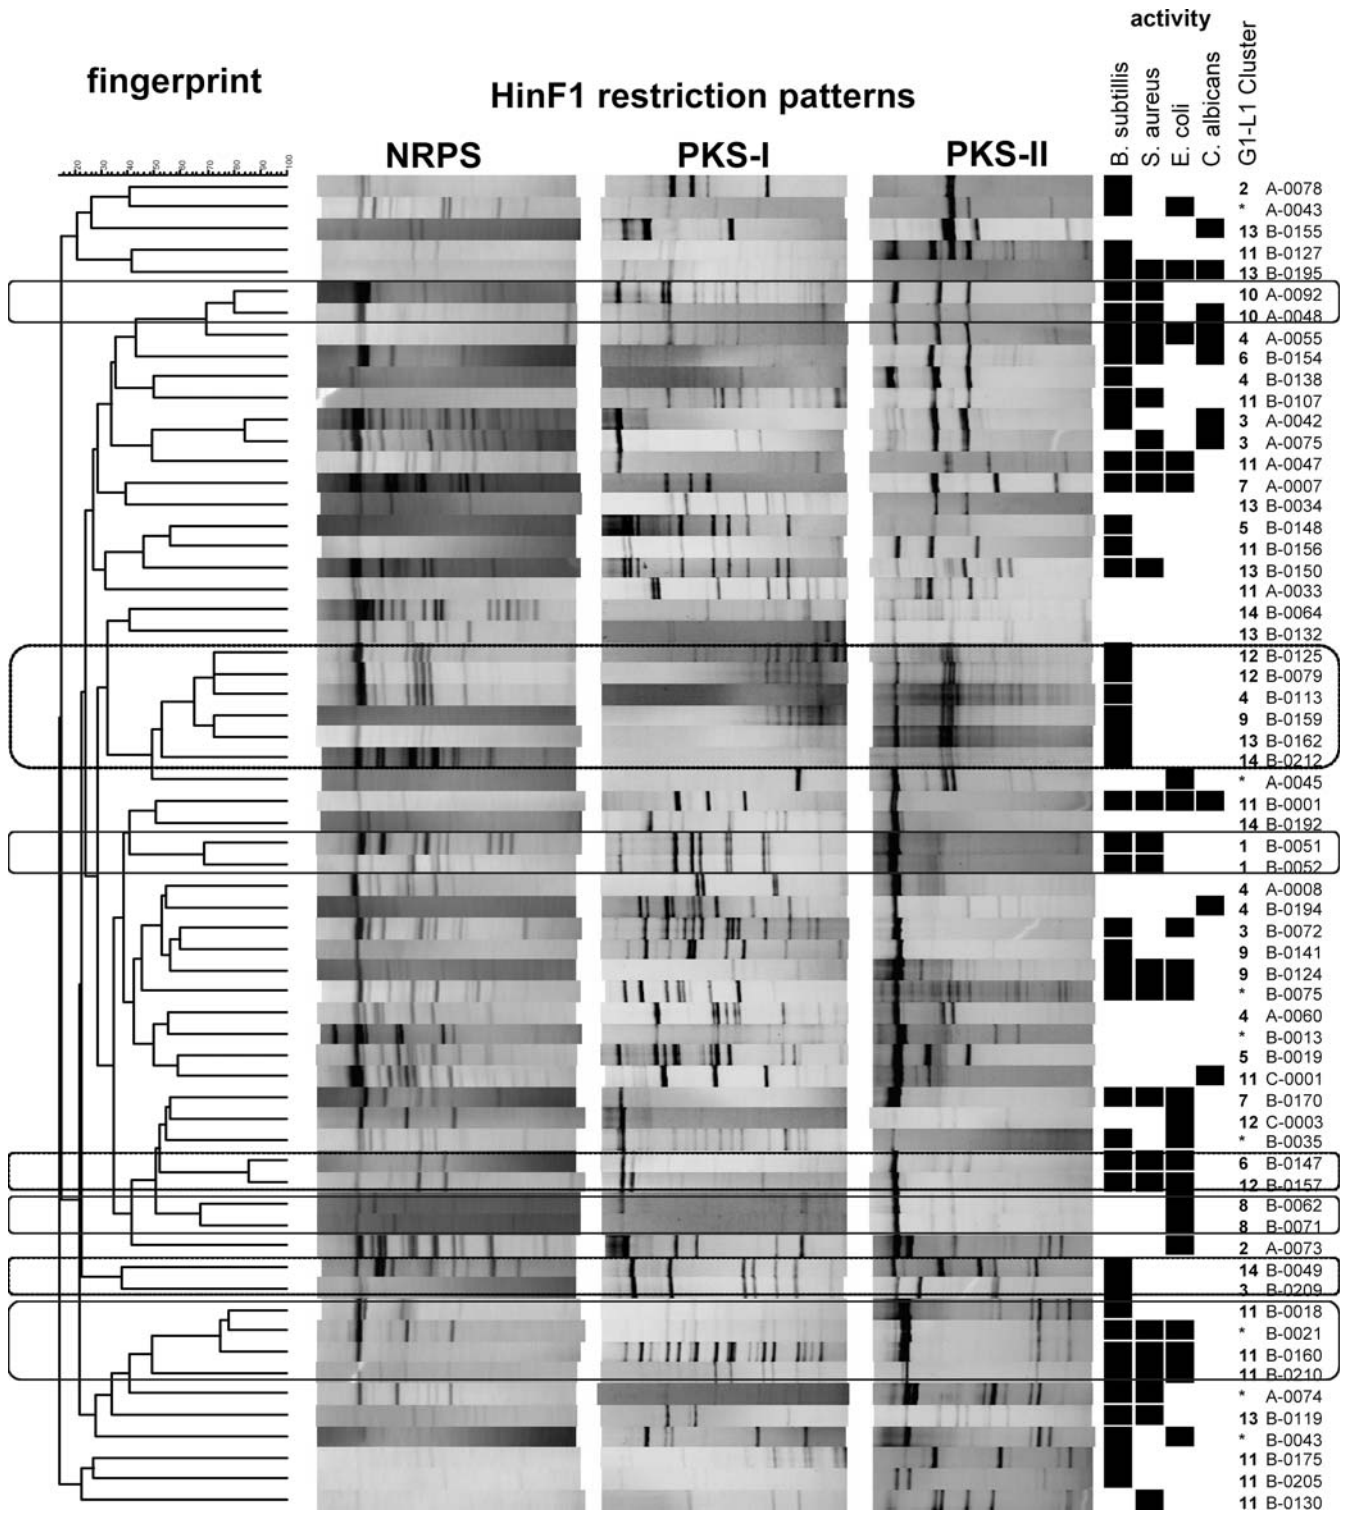 activity
fingerprint
HinF1 restriction patterns
NRPS
PKS-I
PKS-II
B. subtillis
S. aureus
E. coli
C. albicans
G1-L1 Cluster
20
40
60
80
100
2 A-0078
* A-0043
13 B-0155
11 B-0127
13 B-0195
10 A-0092
10 A-0048
4 A-0055
6 B-0154
4 B-0138
11 B-0107
3 A-0042
3 A-0075
11 A-0047
7 A-0007
13 B-0034
5 B-0148
11 B-0156
13 B-0150
11 A-0033
14 B-0064
13 B-0132
12 B-0125
12 B-0079
4 B-0113
9 B-0159
13 B-0162
14 B-0212
* A-0045
11 B-0001
14 B-0192
1 B-0051
1 B-0052
4 A-0008
4 B-0194
3 B-0072
9 B-0141
9 B-0124
* B-0075
4 A-0060
* B-0013
5 B-0019
11 C-0001
7 B-0170
12 C-0003
* B-0035
6 B-0147
12 B-0157
8 B-0062
8 B-0071
2 A-0073
14 B-0049
3 B-0209
11 B-0018
* B-0021
11 B-0160
11 B-0210
* A-0074
13 B-0119
* B-0043
11 B-0175
11 B-0205
11 B-0130